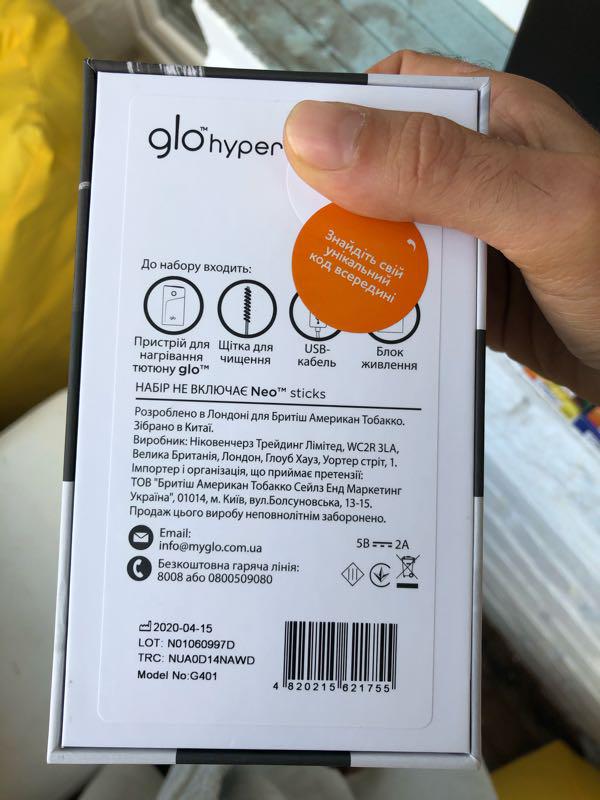 glo™ hyper
Знайдіть свій
унікальний
код всередині
До набору входить:
glo
Пристрій для
нагрівання
тютюну glo™
Щітка для
чищення
USB-
кабель
Блок
живлення
НАБІР НЕ ВКЛЮЧАЄ Neo™ sticks
Розроблено в Лондоні для Бритіш Американ Тобакко.
Зібрано в Китаї.
Виробник: Ніковенчерз Трейдинг Лімітед, WC2R 3LA,
Велика Британія, Лондон, Глоуб Хауз, Уортер стріт, 1.
Імпортер і організація, що приймає претензії:
ТОВ "Бритіш Американ Тобакко Сейлз Енд Маркетинг
Україна", 01014, м. Київ, вул.Болсуновська, 13-15.
Продаж цього виробу неповнолітнім заборонено.
Email:
info@myglo.com.ua
5В 2А
Безкоштовна гаряча лінія:
8008 або 0800509080
2020-04-15
LOT: N01060997D
TRC: NUA0D14NAWD
Model No:G401
4 820215 621755